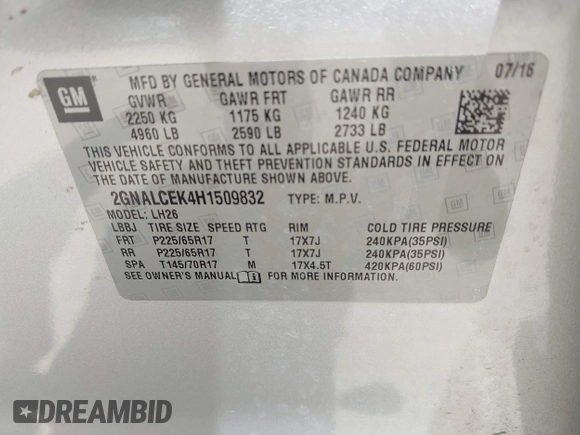 GM
MFD BY GENERAL MOTORS OF CANADA COMPANY 07/16
GVWR GAWR FRT GAWR RR
2250 KG 1175 KG 1240 KG
4960 LB 2590 LB 2733 LB
THIS VEHICLE CONFORMS TO ALL APPLICABLE U.S. FEDERAL MOTOR
VEHICLE SAFETY AND THEFT PREVENTION STANDARDS IN EFFECT ON
THE DATE OF MANUFACTURE SHOWN ABOVE.
2GNALCEK4H1509832 TYPE: M.P.V.
MODEL: LH26
LBBJ TIRE SIZE SPEED RTG RIM COLD TIRE PRESSURE
FRT P225/65R17 T 17X7J 240KPA(35PSI)
RR P225/65R17 T 17X7J 240KPA(35PSI)
SPA T145/70R17 M 17X4.5T 420KPA(60PSI)
SEE OWNER'S MANUAL FOR MORE INFORMATION.
DREAMBID